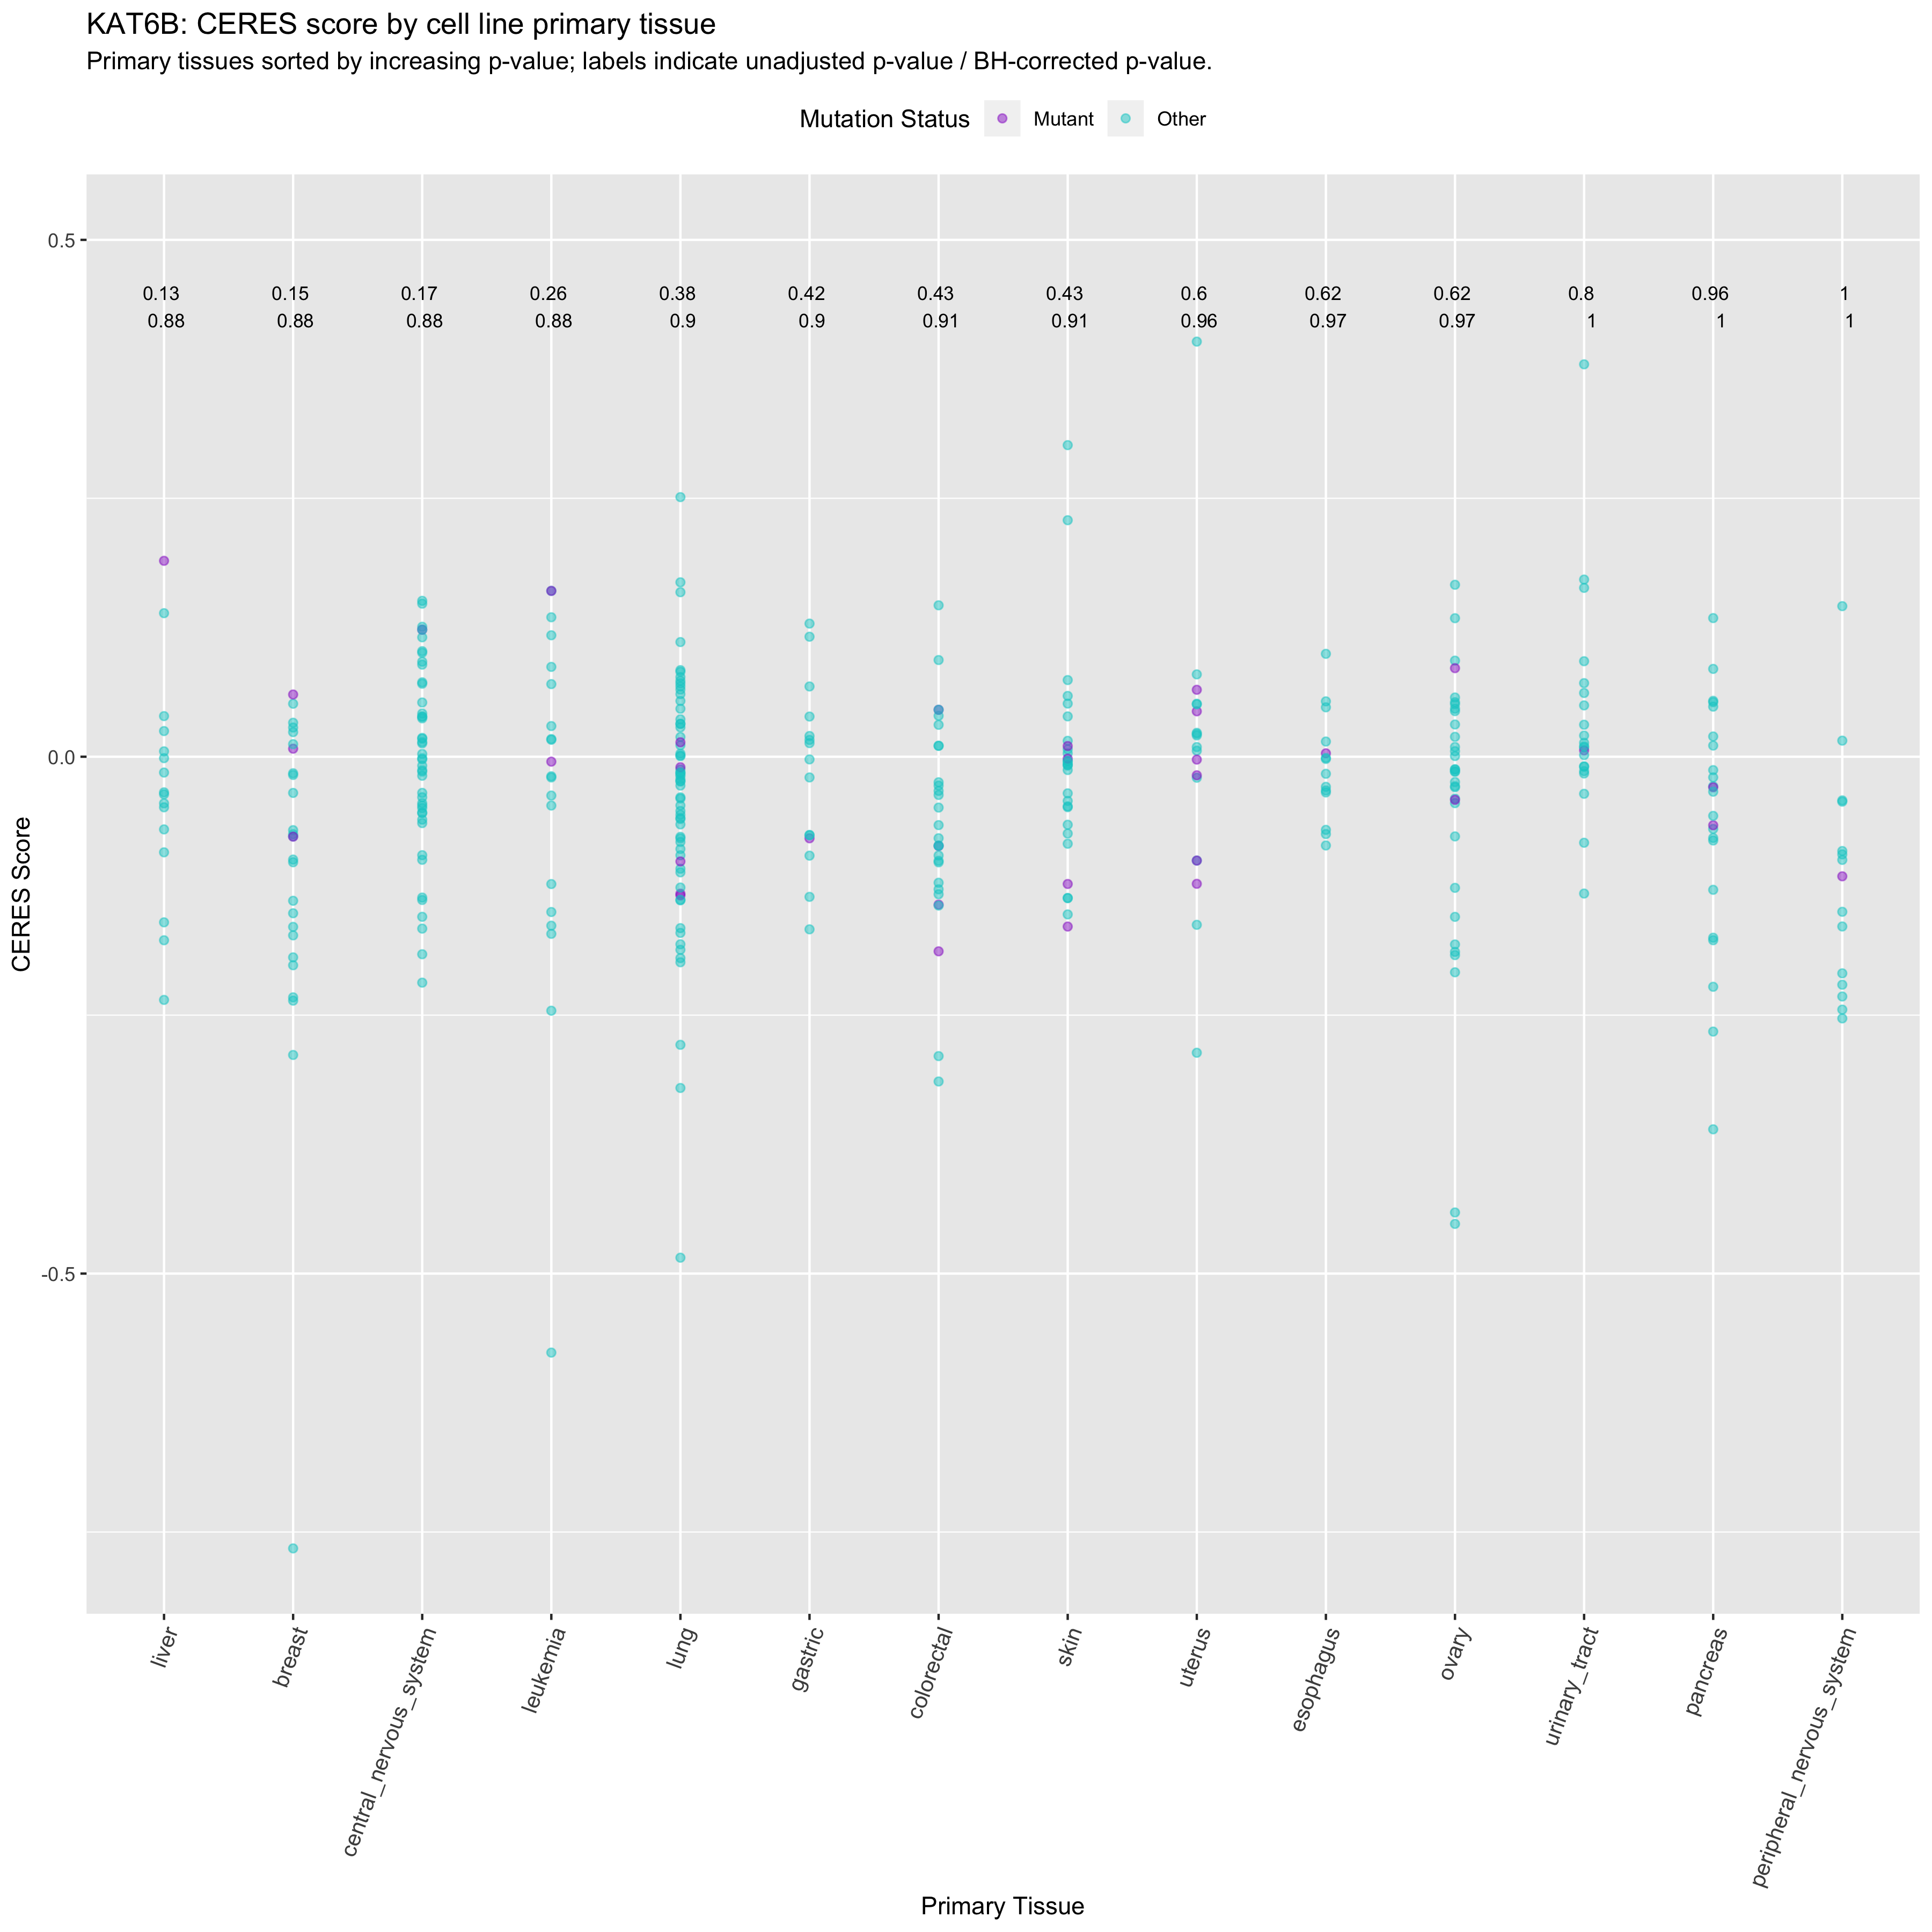 KAT6B: CERES score by cell line primary tissue
Primary tissues sorted by increasing p-value; labels indicate unadjusted p-value / BH-corrected p-value.
Mutation Status Mutant Other
0.5
0.13 0.15 0.17 0.26 0.38 0.42 0.43 0.43 0.6 0.62 0.62 0.8 0.96 1
0.88 0.88 0.88 0.88 0.9 0.9 0.91 0.91 0.96 0.97 0.97 1 1 1
0.0
CERES Score
-0.5
liver breast central_nervous_system leukemia lung gastric colorectal skin uterus esophagus ovary urinary_tract pancreas peripheral_nervous_system
Primary Tissue